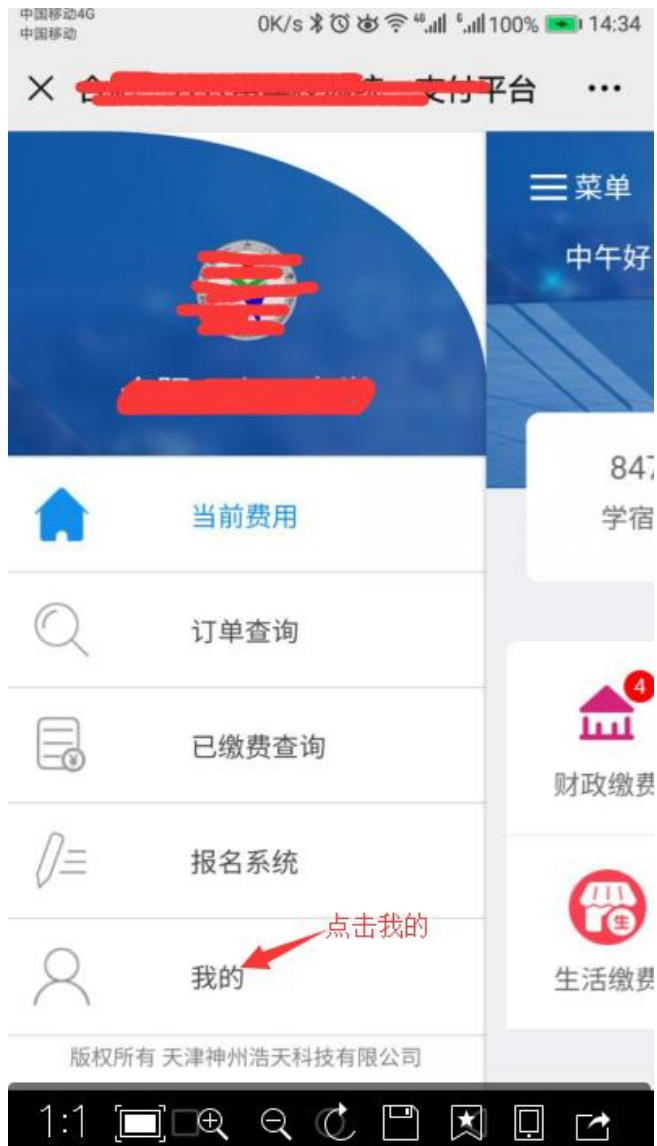 中国移动4G
中国移动
0K/s 46 6 100% 14:34
支付平台
菜单
中午好
847
学宿
当前费用
订单查询
4
已缴费查询
财政缴费
报名系统
生
点击我的
我的
生活缴费
版权所有 天津神州浩天科技有限公司
1:1